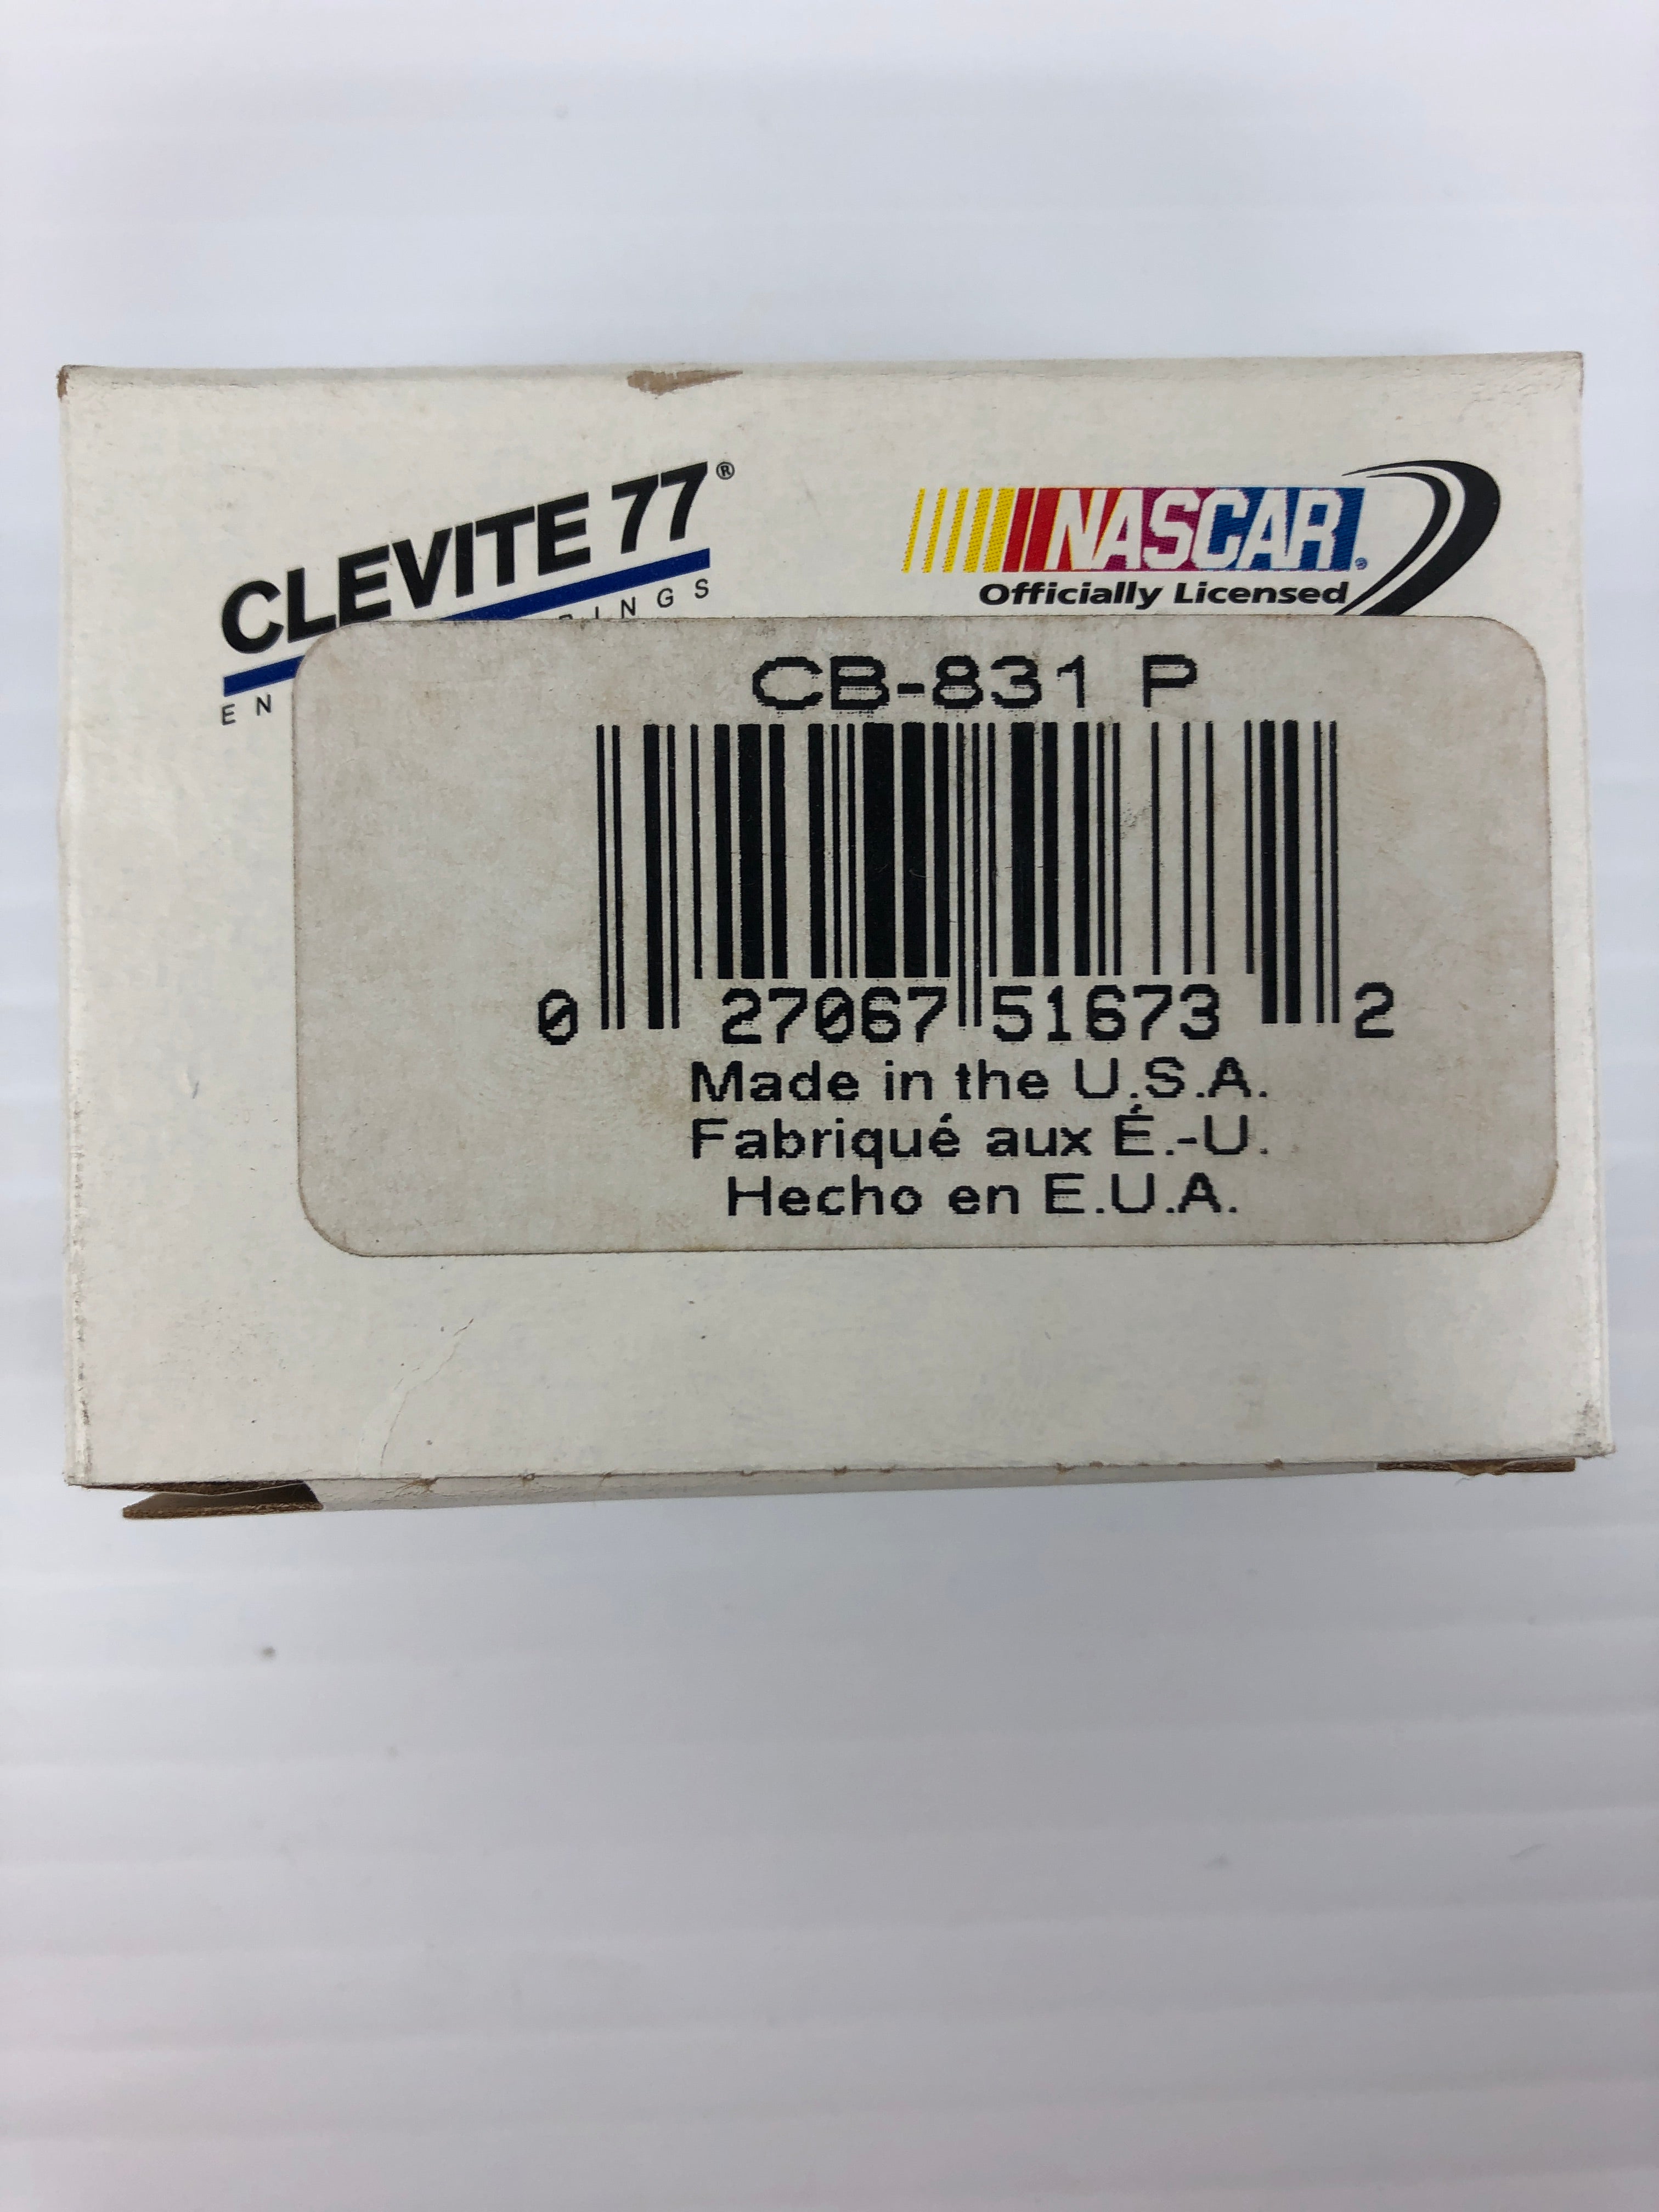 CLEVITE 77®
NASCAR®
Officially Licensed
CB-831 P
0 27067 51673 2
Made in the U.S.A.
Fabriqué aux É.-U.
Hecho en E.U.A.